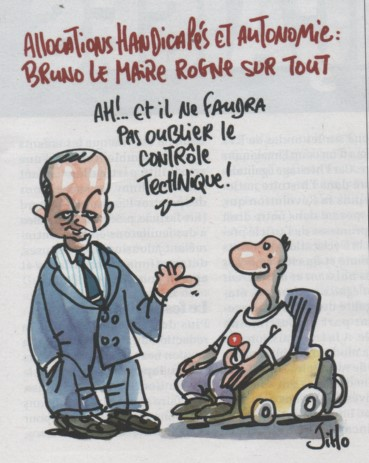 ALLOCATIONS HANDICAPÉS ET AUTONOMIE:
BRUNO LE MAIRE ROGNE SUR TOUT
AH!.. et il ne FAUDRA
PAS OUBLIER le
CONTRÔLE
TECHNIQUE!
Jiho